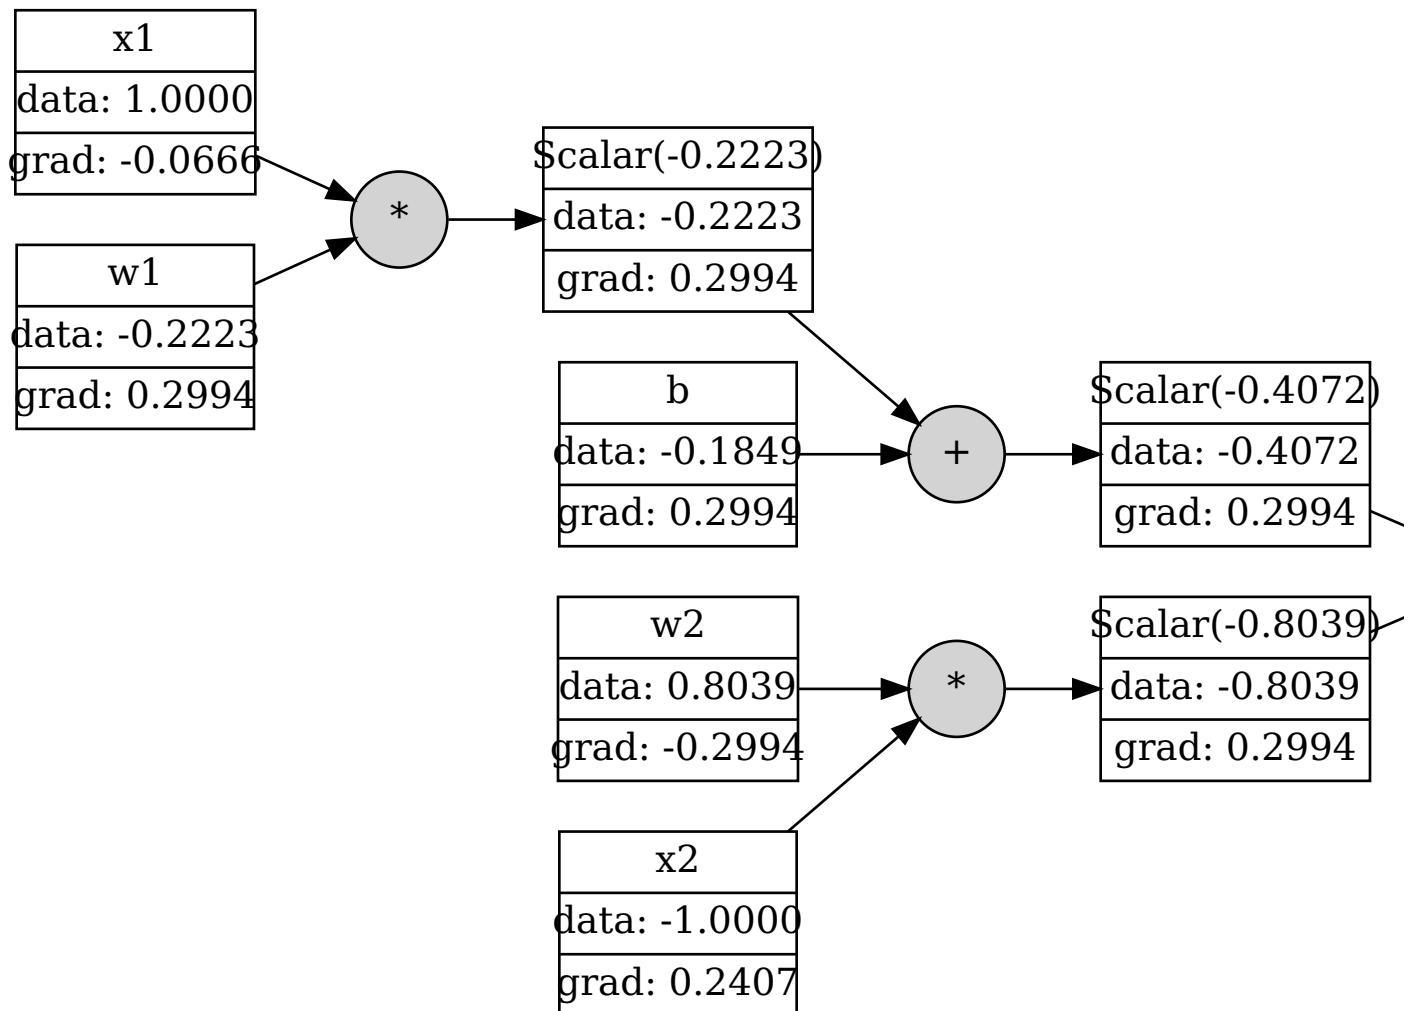 x1
data: 1.0000
grad: -0.0666
w1
data: -0.2223
grad: 0.2994
*
Scalar(-0.2223)
data: -0.2223
grad: 0.2994
b
data: -0.1849
grad: 0.2994
+
Scalar(-0.4072)
data: -0.4072
grad: 0.2994
w2
data: 0.8039
grad: -0.2994
*
Scalar(-0.8039)
data: -0.8039
grad: 0.2994
x2
data: -1.0000
grad: 0.2407